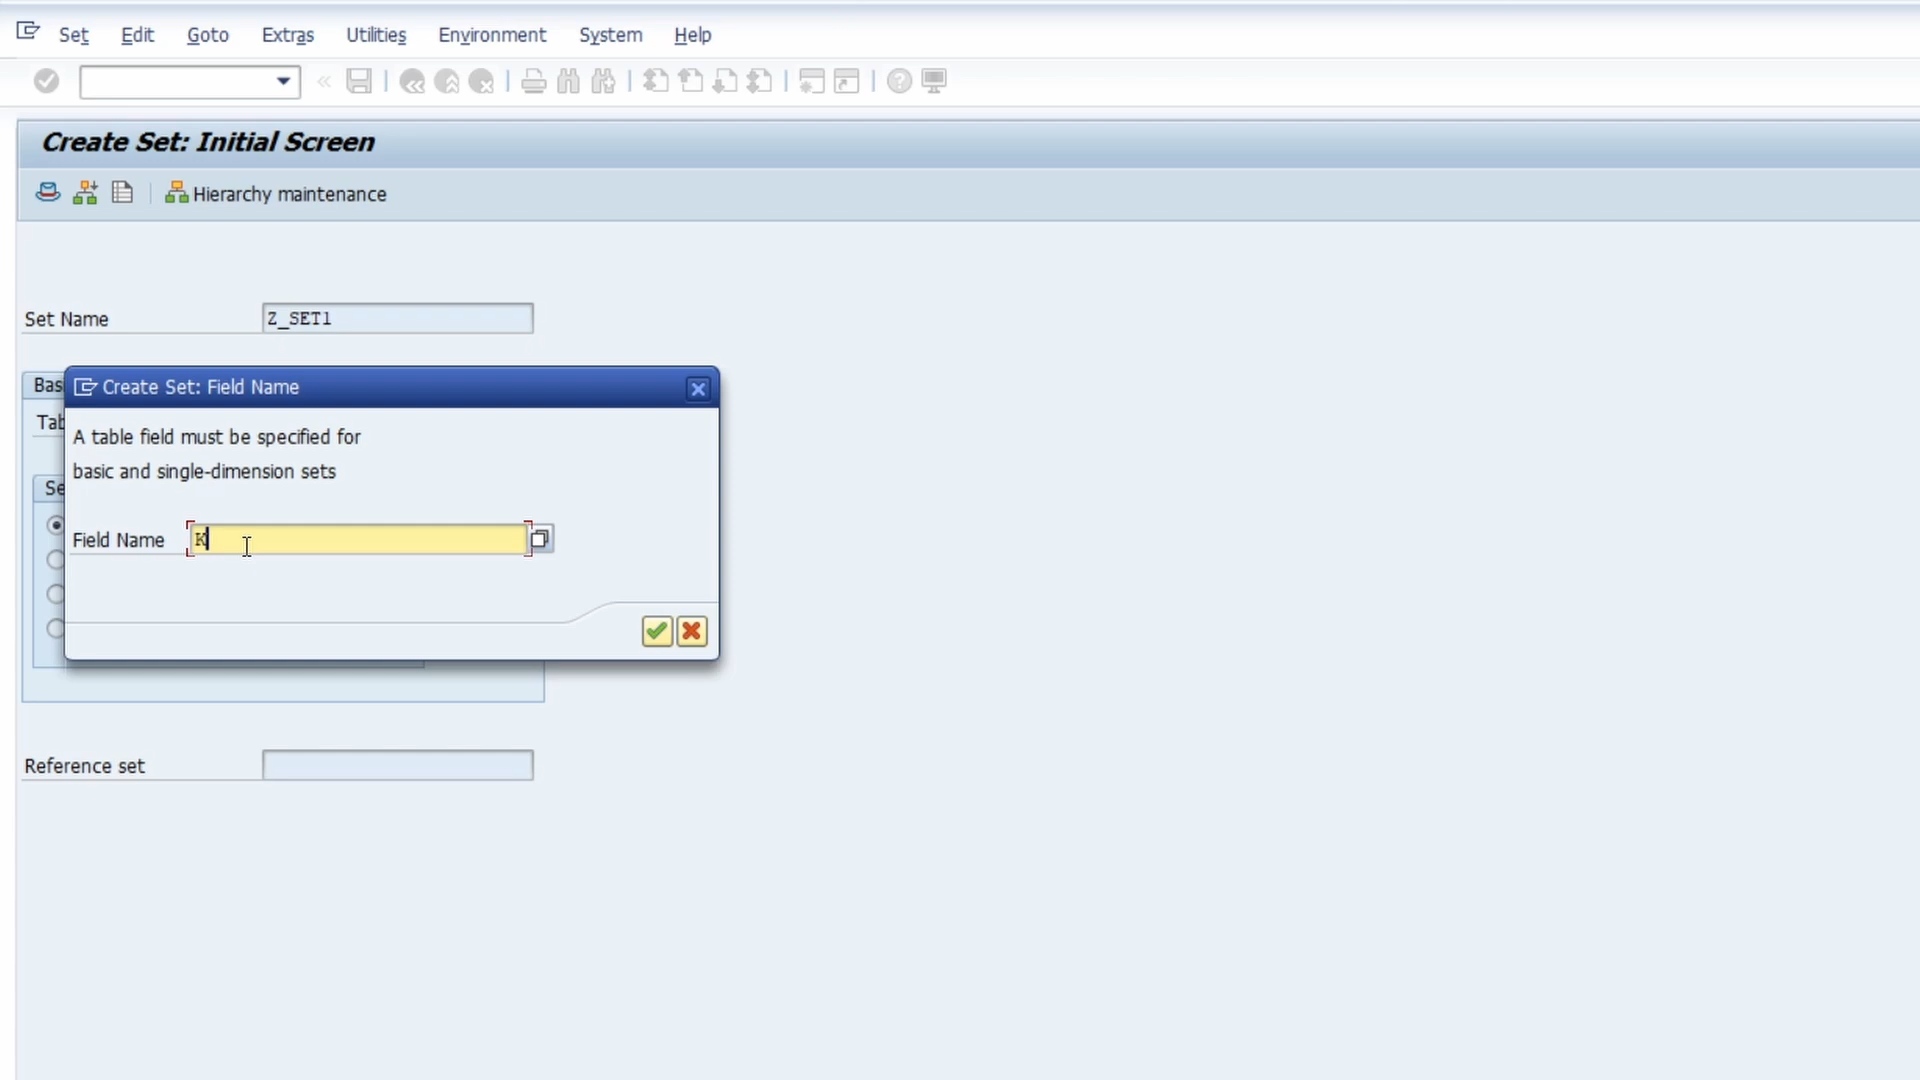 Set Edit Goto Extras Utilities Environment System Help
Create Set: Initial Screen
Hierarchy maintenance
Set Name Z_SET1
Bas
Create Set: Field Name
Tab
A table field must be specified for
basic and single-dimension sets
Se
Field Name K
Reference set